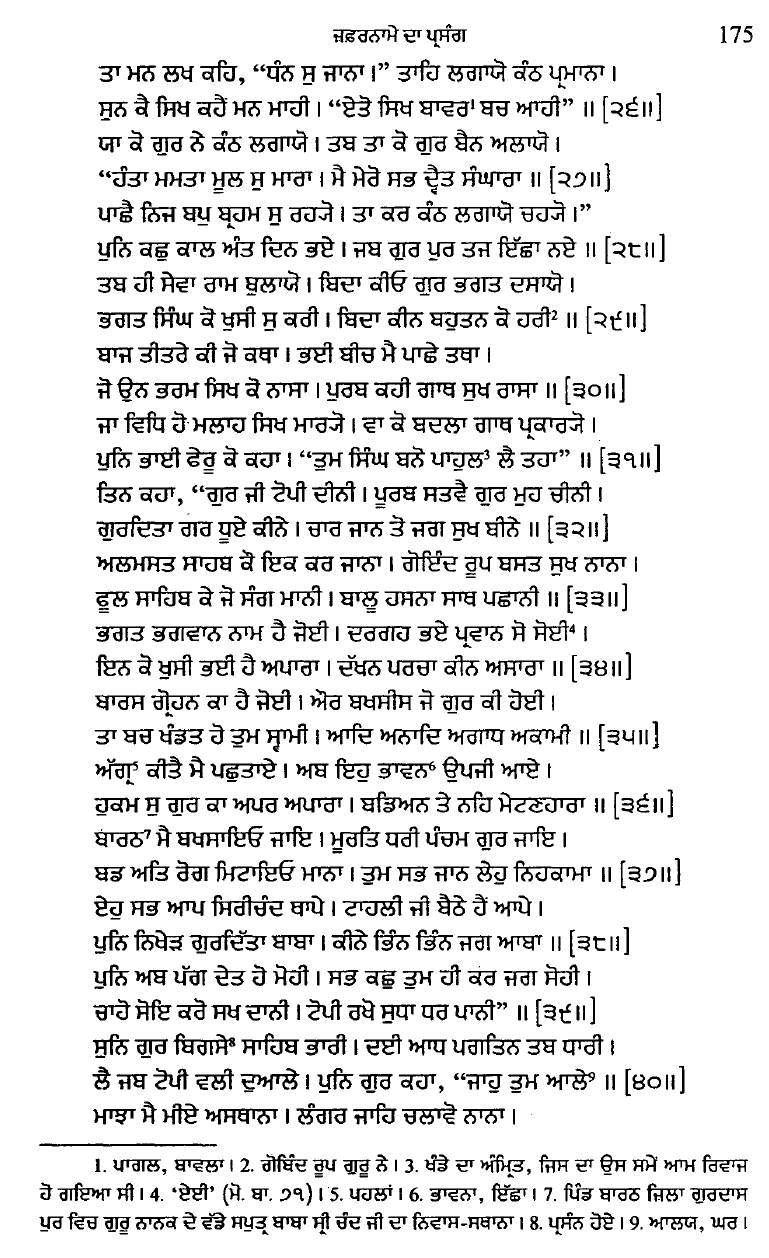 ਜ਼ਫ਼ਰਨਾਮੇ ਦਾ ਪ੍ਰਸੰਗ 175
ਤਾ ਮਨ ਲਖ ਕਹਿ, “ਧੰਨ ਸੁ ਜਾਨਾ।” ਤਾਹਿ ਲਗਾਯੋ ਕੰਠ ਪ੍ਰਮਾਨਾ।
ਸੁਨ ਕੈ ਸਿਖ ਕਹੈਂ ਮਨ ਮਾਹੀ। “ਏਤੋ ਸਿਖ ਬਾਵਰ¹ ਬਚ ਆਹੀ” ॥ [੨੬॥]
ਯਾ ਕੋ ਗੁਰ ਨੇ ਕੰਠ ਲਗਾਯੋ। ਤਬ ਤਾ ਕੋ ਗੁਰ ਬੈਨ ਅਲਾਯੋ।
“ਹੰਤਾ ਮਮਤਾ ਮੂਲ ਸੁ ਮਾਰਾ। ਮੈ ਮੇਰੋ ਸਭ ਦ੍ਵੈਤ ਸੰਘਾਰਾ ॥ [੨੭॥]
ਪਾਛੈ ਨਿਜ ਬਪੁ ਬ੍ਰਹਮ ਸੁ ਰਹ੍ਯੋ। ਤਾ ਕਰ ਕੰਠ ਲਗਾਯੋ ਚਹ੍ਯੋ।”
ਪੁਨਿ ਕਛੁ ਕਾਲ ਅੰਤ ਦਿਨ ਭਏ। ਜਬ ਗੁਰ ਪੁਰ ਤਜ ਇੱਛਾ ਨਏ ॥ [੨੮॥]
ਤਬ ਹੀ ਸੇਵਾ ਰਾਮ ਬੁਲਾਯੋ। ਬਿਦਾ ਕੀਓ ਗੁਰ ਭਗਤ ਦਸਾਯੋ।
ਭਗਤ ਸਿੰਘ ਕੋ ਖੁਸੀ ਸੁ ਕਰੀ। ਬਿਦਾ ਕੀਨ ਬਹੁਤਨ ਕੋ ਹਰੀ² ॥ [੨੯॥]
ਬਾਜ ਤੀਤਰੇ ਕੀ ਜੋ ਕਥਾ। ਭਈ ਬੀਚ ਮੈ ਪਾਛੇ ਤਥਾ।
ਜੋ ਉਨ ਭਰਮ ਸਿਖ ਕੋ ਨਾਸਾ। ਪੁਰਬ ਕਹੀ ਗਾਥ ਸੁਖ ਰਾਸਾ ॥ [੩੦॥]
ਜਾ ਵਿਧਿ ਹੋ ਮਲਾਹ ਸਿਖ ਮਾਰ੍ਯੋ। ਵਾ ਕੋ ਬਦਲਾ ਗਾਥ ਪ੍ਰਕਾਰ੍ਯੋ।
ਪੁਨਿ ਭਾਈ ਫੇਰੂ ਕੋ ਕਹਾ। “ਤੁਮ ਸਿੰਘ ਬਨੋ ਪਾਹੁਲ³ ਲੈ ਤਹਾ” ॥ [੩੧॥]
ਤਿਨ ਕਹਾ, “ਗੁਰ ਜੀ ਟੋਪੀ ਦੀਨੀ। ਪੂਰਬ ਸਤਵੈ ਗੁਰ ਮੁਹ ਚੀਨੀ।
ਗੁਰਦਿਤਾ ਗਰ ਧੂਏ ਕੀਨੇ। ਚਾਰ ਜਾਨ ਤੋ ਜਗ ਸੁਖ ਬੀਨੇ ॥ [੩੨॥]
ਅਲਮਸਤ ਸਾਹਬ ਕੌ ਇਕ ਕਰ ਜਾਨਾ। ਗੋਇੰਦ ਰੂਪ ਬਸਤ ਸੁਖ ਨਾਨਾ।
ਫੂਲ ਸਾਹਿਬ ਕੇ ਜੋ ਸੰਗ ਮਾਨੀ। ਬਾਲੂ ਹਸਨਾ ਸਾਥ ਪਛਾਨੀ ॥ [੩੩॥]
ਭਗਤ ਭਗਵਾਨ ਨਾਮ ਹੈ ਜੋਈ। ਦਰਗਹ ਭਏ ਪ੍ਰਵਾਨ ਸੋ ਸੋਈ⁴।
ਇਨ ਕੋ ਖੁਸੀ ਭਈ ਹੈ ਅਪਾਰਾ। ਦੱਖਨ ਪਰਚਾ ਕੀਨ ਅਸਾਰਾ ॥ [੩੪॥]
ਬਾਰਸ ਗ੍ਰੋਹਨ ਕਾ ਹੈ ਜੋਈ। ਔਰ ਬਖਸੀਸ ਜੋ ਗੁਰ ਕੀ ਹੋਈ।
ਤਾ ਬਚ ਖੰਡਤ ਹੋ ਤੁਮ ਸ੍ਵਾਮੀ। ਆਦਿ ਅਨਾਦਿ ਅਗਾਧ ਅਕਾਮੀ ॥ [੩੫॥]
ਅੱਗ੍ਰ⁵ ਕੀਤੈ ਮੈ ਪਛੁਤਾਏ। ਅਬ ਇਹੁ ਭਾਵਨ⁶ ਉਪਜੀ ਆਏ।
ਹੁਕਮ ਸੁ ਗੁਰ ਕਾ ਅਪਰ ਅਪਾਰਾ। ਬਡਿਅਨ ਤੇ ਨਹਿ ਮੇਟਣਹਾਰਾ ॥ [੩੬॥]
ਬਾਰਠ⁷ ਮੈ ਬਖਸਾਇਓ ਜਾਇ। ਮੂਰਤਿ ਧਰੀ ਪੰਚਮ ਗੁਰ ਜਾਇ।
ਬਡ ਅਤਿ ਰੋਗ ਮਿਟਾਇਓ ਮਾਨਾ। ਤੁਮ ਸਭ ਜਾਨ ਲੇਹੁ ਨਿਹਕਾਮਾ ॥ [੩੭॥]
ਏਹੁ ਸਭ ਆਪ ਸਿਰੀਚੰਦ ਥਾਪੇ। ਟਾਹਲੀ ਜੀ ਬੈਠੇ ਹੈਂ ਆਪੇ।
ਪੁਨਿ ਨਿਖੇੜ ਗੁਰਦਿੱਤਾ ਬਾਬਾ। ਕੀਨੇ ਭਿੰਨ ਭਿੰਨ ਜਗ ਆਬਾ ॥ [੩੮॥]
ਪੁਨਿ ਅਬ ਪੱਗ ਦੇਤ ਹੋ ਮੋਹੀ। ਸਭ ਕਛੁ ਤੁਮ ਹੀ ਕਰ ਜਗ ਸੋਹੀ।
ਚਾਹੋ ਸੋਇ ਕਰੋ ਸਖ ਦਾਨੀ। ਟੋਪੀ ਰਖੋ ਸੁਧਾ ਧਰ ਪਾਨੀ” ॥ [੩੯॥]
ਸੁਨਿ ਗੁਰ ਬਿਗਸੇ⁸ ਸਾਹਿਬ ਭਾਰੀ। ਦਈ ਆਧ ਪਗਤਿਨ ਤਬ ਧਾਰੀ।
ਲੈ ਜਬ ਟੋਪੀ ਵਲੀ ਦੁਆਲੇ। ਪੁਨਿ ਗੁਰ ਕਹਾ, “ਜਾਹੁ ਤੁਮ ਆਲੇ⁹ ॥ [੪੦॥]
ਮਾਝਾ ਮੈ ਮੀਏ ਅਸਥਾਨਾ। ਲੰਗਰ ਜਾਹਿ ਚਲਾਵੋ ਨਾਨਾ।
1. ਪਾਗਲ, ਬਾਵਲਾ। 2. ਗੋਬਿੰਦ ਰੂਪ ਗੁਰੂ ਨੇ। 3. ਖੰਡੇ ਦਾ ਅੰਮ੍ਰਿਤ, ਜਿਸ ਦਾ ਉਸ ਸਮੇਂ ਆਮ ਰਿਵਾਜ
ਹੋ ਗਇਆ ਸੀ। 4. ‘ਏਈ’ (ਮੋ. ਬਾ. ੭੧)। 5. ਪਹਲਾਂ। 6. ਭਾਵਨਾ, ਇੱਛਾ। 7. ਪਿੰਡ ਬਾਰਠ ਜ਼ਿਲਾ ਗੁਰਦਾਸ
ਪੁਰ ਵਿਚ ਗੁਰੂ ਨਾਨਕ ਦੇ ਵੱਡੇ ਸਪੁਤ੍ਰ ਬਾਬਾ ਸ੍ਰੀ ਚੰਦ ਜੀ ਦਾ ਨਿਵਾਸ-ਸਥਾਨਾ। 8. ਪ੍ਰਸੰਨ ਹੋਏ। 9. ਆਲਯ, ਘਰ।